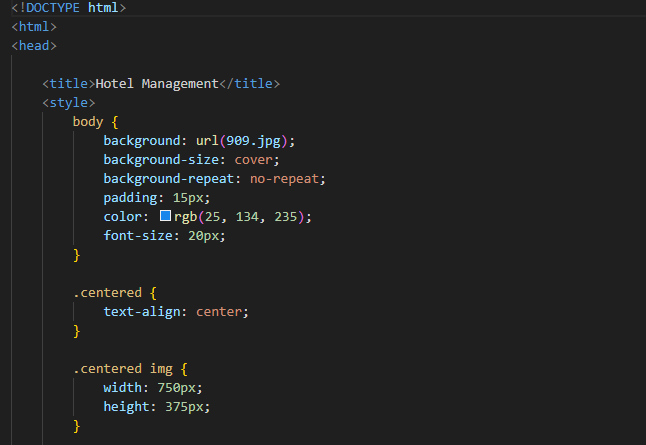 <!DOCTYPE html>
<html>
<head>
<title>Hotel Management</title>
<style>
body {
background: url(909.jpg);
background-size: cover;
background-repeat: no-repeat;
padding: 15px;
color: rgb(25, 134, 235);
font-size: 20px;
}
.centered {
text-align: center;
}
.centered img {
width: 750px;
height: 375px;
}